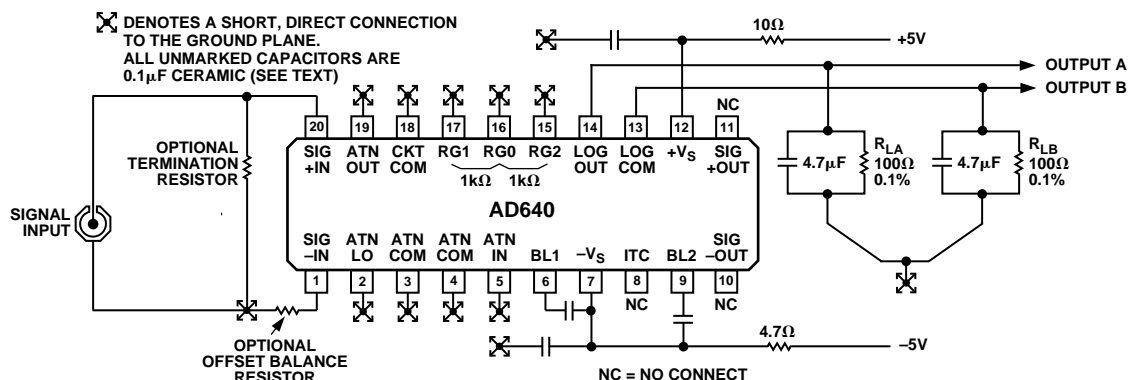 DENOTES A SHORT, DIRECT CONNECTION
TO THE GROUND PLANE.
ALL UNMARKED CAPACITORS ARE
0.1μF CERAMIC (SEE TEXT)
10Ω
+5V
OUTPUT A
OUTPUT B
NC
20 19 18 17 16 15 14 13 12 11
SIG +IN
ATN OUT
CKT COM
RG1
RG0
RG2
LOG OUT
LOG COM
+VS
SIG +OUT
1kΩ 1kΩ
OPTIONAL
TERMINATION
RESISTOR
4.7μF
RLA
100Ω
0.1%
4.7μF
RLB
100Ω
0.1%
SIGNAL
INPUT
AD640
SIG –IN
ATN LO
ATN COM
ATN COM
ATN IN
BL1
–VS
ITC
BL2
SIG –OUT
1 2 3 4 5 6 7 8 9 10
NC
NC
OPTIONAL
OFFSET BALANCE
RESISTOR
4.7Ω
–5V
NC = NO CONNECT